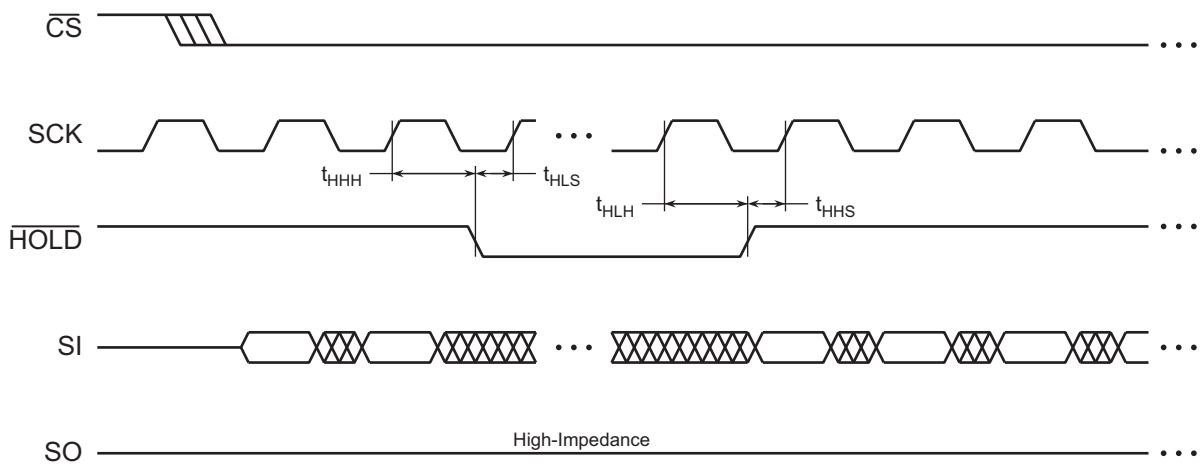 CS
SCK
tHHH
tHLS
tHLH
tHHS
HOLD
SI
SO
High-Impedance